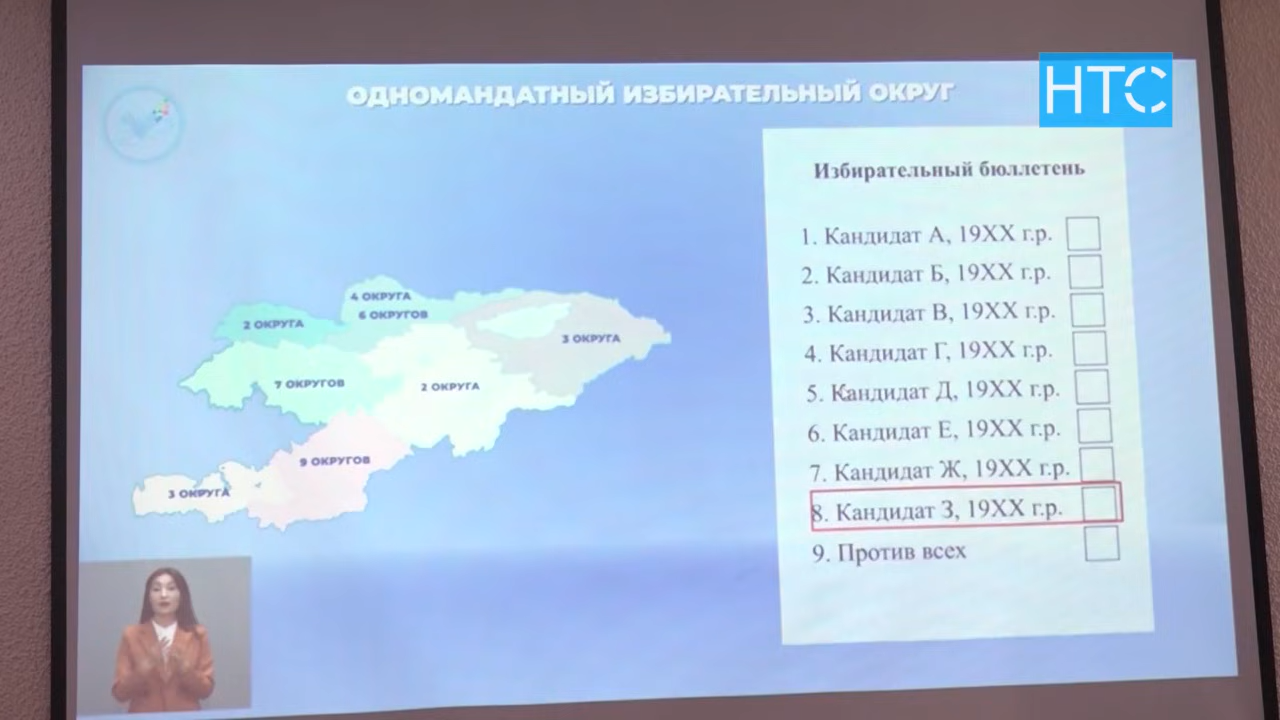 НТС
ОДНОМАНДАТНЫЙ ИЗБИРАТЕЛЬНЫЙ ОКРУГ
4 ОКРУГА
6 ОКРУГОВ
2 ОКРУГА
3 ОКРУГА
7 ОКРУГОВ
2 ОКРУГА
9 ОКРУГОВ
3 ОКРУГА
Избирательный бюллетень
1. Кандидат А, 19XX г.р.
2. Кандидат Б, 19XX г.р.
3. Кандидат В, 19XX г.р.
4. Кандидат Г, 19XX г.р.
5. Кандидат Д, 19XX г.р.
6. Кандидат Е, 19XX г.р.
7. Кандидат Ж, 19XX г.р.
8. Кандидат З, 19XX г.р.
9. Против всех